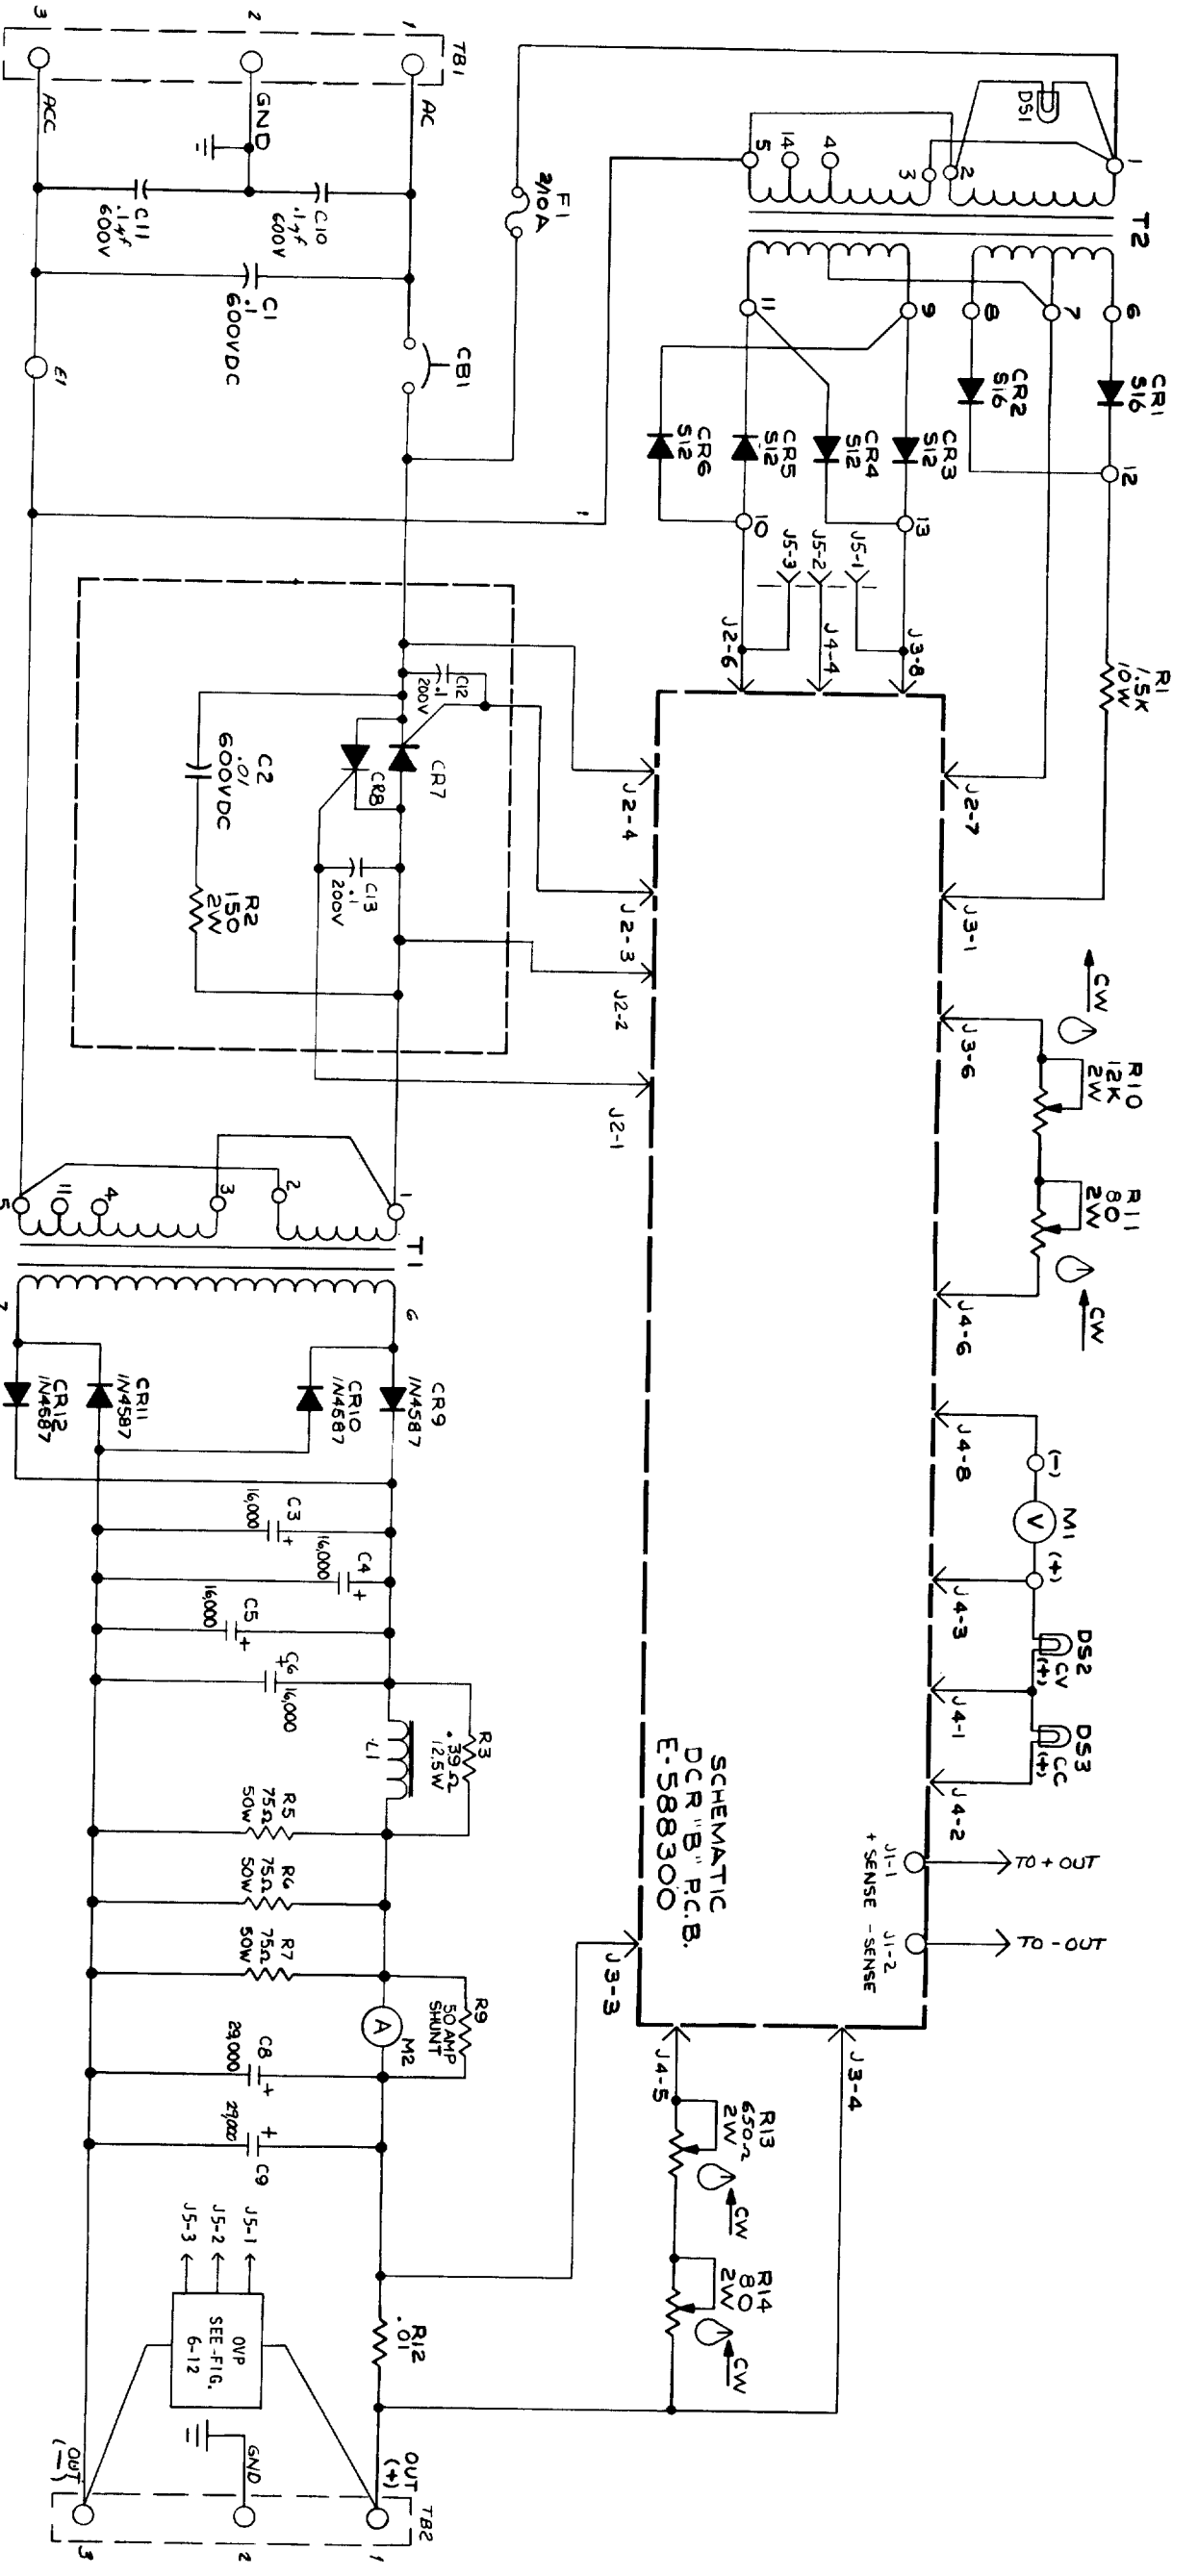 TB1
1
AC
2
GND
3
ACC
C10
.1µf
600V
C11
.1µf
600V
C1
.1
600VDC
E1
CB1
F1
2/10A
DS1
T2
1
2
3
4
14
5
6
7
8
9
11
CR1
S16
CR2
S16
CR3
S12
CR4
S12
CR5
S12
CR6
S12
12
13
10
J5-1
J5-2
J5-3
J3-8
J4-4
J2-6
R1
1.5K
10W
J2-7
J3-1
J2-4
J2-3
J2-2
J2-1
C12
.1
200V
CR7
CR8
C13
.1
200V
C2
.01
600VDC
R2
150
2W
CW
R10
12K
2W
J3-6
R11
80
2W
CW
J4-6
J4-8
(-)
M1
V
(+)
J4-3
DS2
CV
(+)
J4-1
DS3
CC
(+)
J4-2
J1-1
+ SENSE
TO + OUT
J1-2
- SENSE
TO - OUT
SCHEMATIC
DCR "B" P.C.B.
E-588300
J3-3
J3-4
J4-5
R13
650Ω
2W
CW
R14
80
2W
CW
T1
1
2
3
4
11
5
6
7
CR9
1N4587
CR10
1N4587
CR11
1N4587
CR12
1N4587
C3
+
16,000
C4
+
16,000
C5
+
16,000
C6
+
16,000
L1
R3
.39Ω
12.5W
R5
75Ω
50W
R6
75Ω
50W
R7
75Ω
50W
R9
50 AMP
SHUNT
A
M2
C8
+
29,000
C9
+
29,000
R12
.01
J5-1
J5-2
J5-3
OVP
SEE FIG.
6-12
OUT
(+)
GND
OUT
(-)
TB2
1
2
3